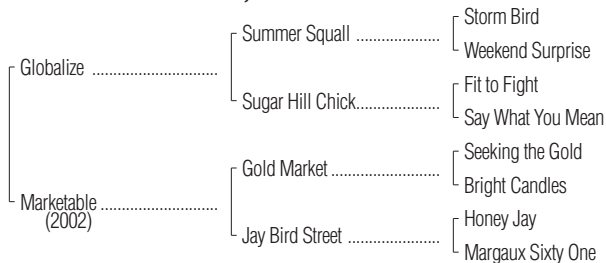 Storm Bird
Summer Squall ....................
Weekend Surprise
Globalize ..............................
Fit to Fight
Sugar Hill Chick....................
Say What You Mean
Seeking the Gold
Gold Market ..........................
Bright Candles
Marketable ............................
(2002)
Honey Jay
Jay Bird Street ......................
Margaux Sixty One